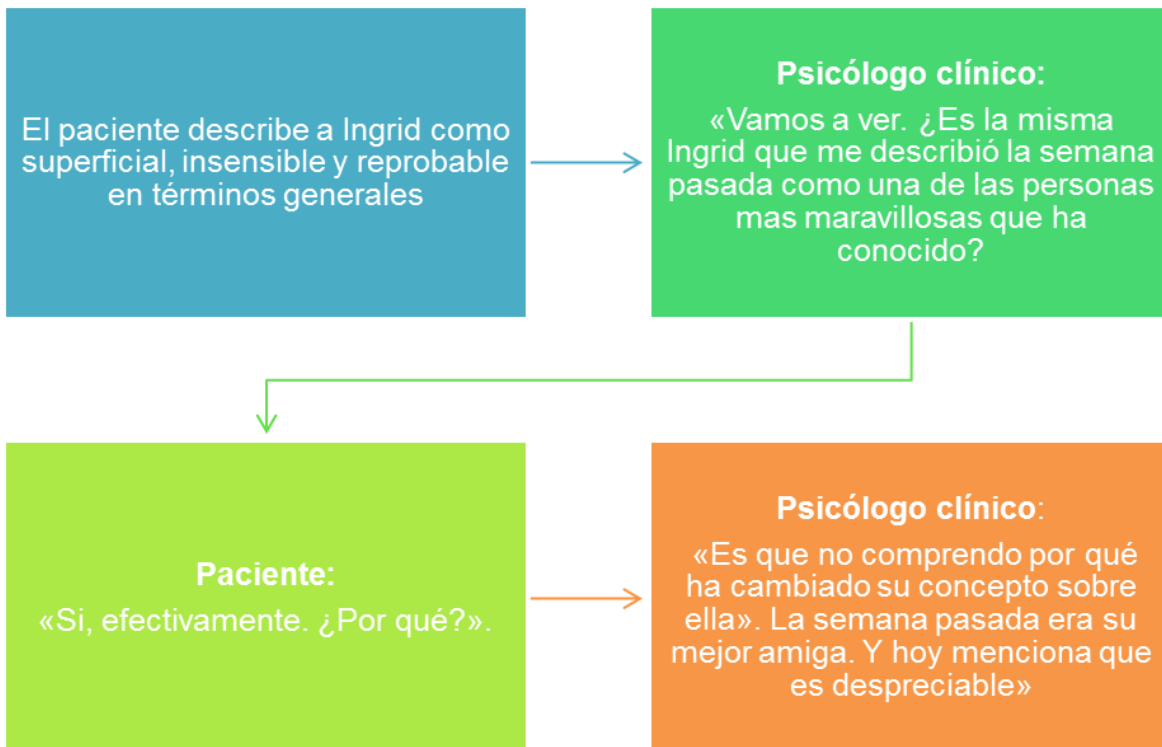 El paciente describe a Ingrid como
superficial, insensible y reprobable
en términos generales
Psicólogo clínico:
«Vamos a ver. ¿Es la misma
Ingrid que me describió la semana
pasada como una de las personas
mas maravillosas que ha
conocido?
Paciente:
«Si, efectivamente. ¿Por qué?».
Psicólogo clínico:
«Es que no comprendo por qué
ha cambiado su concepto sobre
ella». La semana pasada era su
mejor amiga. Y hoy menciona que
es despreciable»